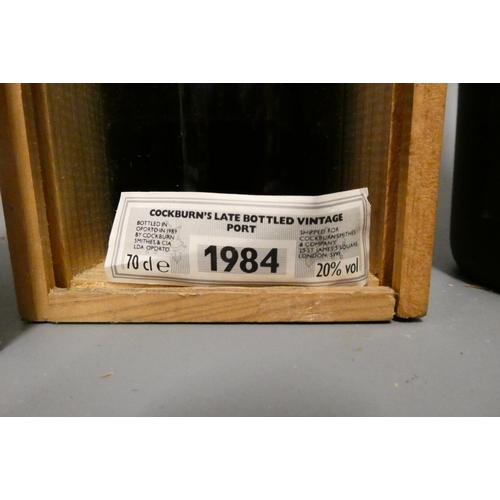 COCKBURN'S LATE BOTTLED VINTAGE
PORT
BOTTLED IN
OPORTO IN 1989
BY COCKBURN
SMITHES & CIA
LDA OPORTO
70 cl e
1984
SHIPPED FOR
COCKBURN SMITHES
& COMPANY
25 ST JAMES'S SQUARE
LONDON SW1.
20% vol